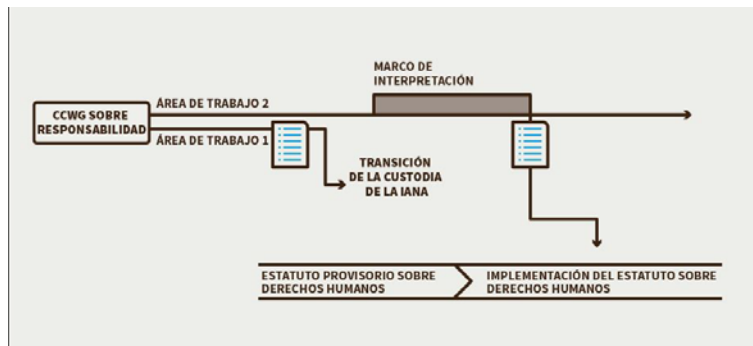 MARCO DE
INTERPRETACIÓN
CCWG SOBRE
RESPONSABILIDAD
ÁREA DE TRABAJO 2
ÁREA DE TRABAJO 1
TRANSICIÓN
DE LA CUSTODIA
DE LA IANA
ESTATUTO PROVISORIO SOBRE
DERECHOS HUMANOS
IMPLEMENTACIÓN DEL ESTATUTO SOBRE
DERECHOS HUMANOS